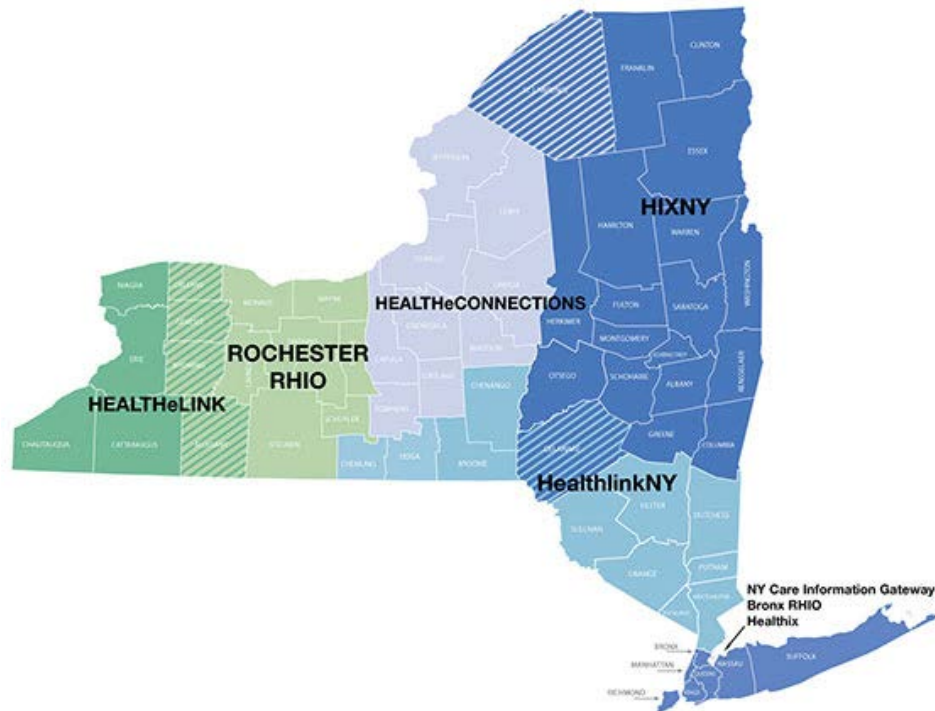 CLINTON
FRANKLIN
ESSEX
JEFFERSON
LEWIS
HIXNY
HAMILTON
WARREN
WASHINGTON
OSWEGO
ONEIDA
NIAGRA
ORLEANS
MONROE
WAYNE
HEALTHeCONNECTIONS
FULTON
SARATOGA
HERKIMER
GENESEE
ONONDAGA
MONTGOMERY
MADISON
ERIE
ROCHESTER
RHIO
CAYUGA
OTSEGO
SCHOHARIE
ALBANY
RENSSELAER
CORTLAND
CHENANGO
HEALTHeLINK
SCHUYLER
GREENE
COLUMBIA
CHAUTAUQUA
CATTARAUGUS
STEUBEN
CHEMUNG
TIOGA
BROOME
HealthlinkNY
ULSTER
DUTCHESS
SULLIVAN
ORANGE
PUTNAM
NY Care Information Gateway
Bronx RHIO
Healthix
BRONX
MANHATTAN
NASSAU
SUFFOLK
RICHMOND